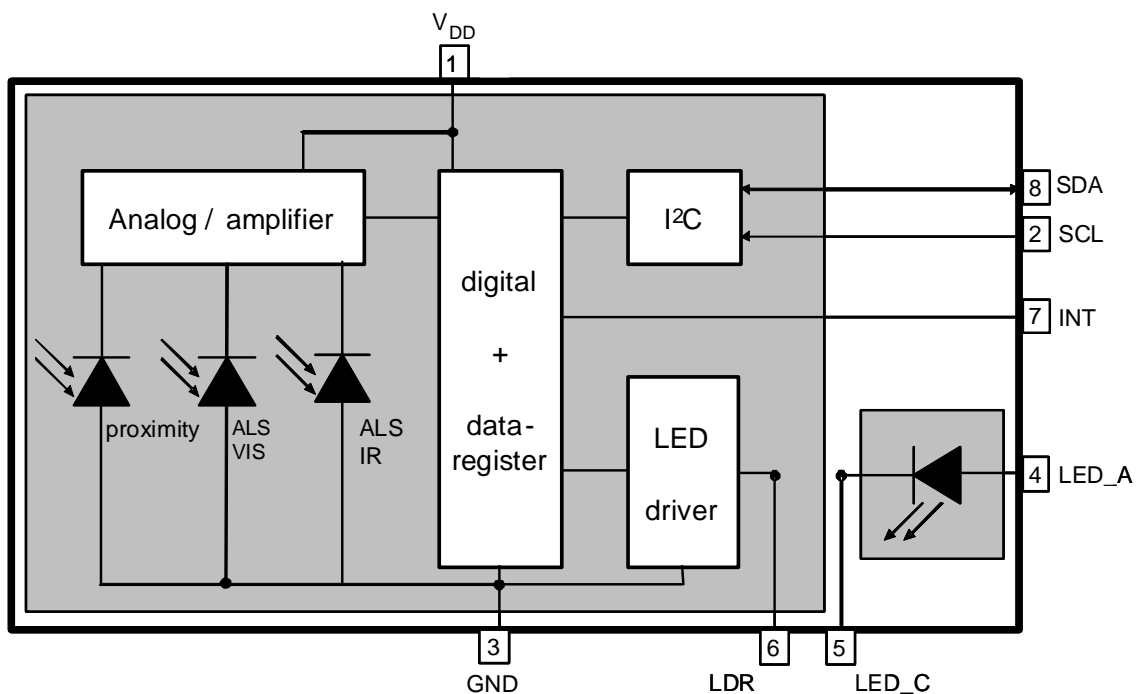 VDD
1
Analog / amplifier
I²C
8 SDA
2 SCL
digital
+
data-
register
7 INT
proximity
ALS
VIS
ALS
IR
LED
driver
4 LED_A
3
GND
6
LDR
5
LED_C